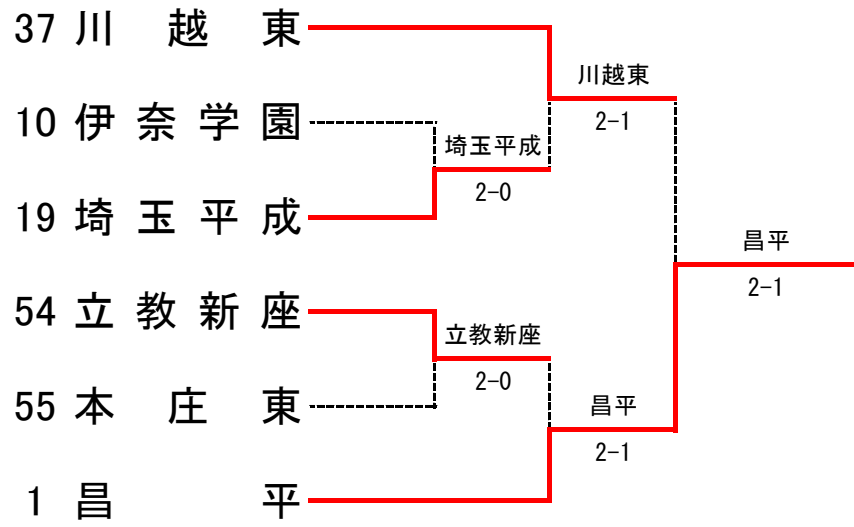 37 川越東
川越東
2-1
10 伊奈学園
埼玉平成
2-0
19 埼玉平成
昌平
2-1
54 立教新座
立教新座
2-0
55 本庄東
昌平
2-1
1 昌平